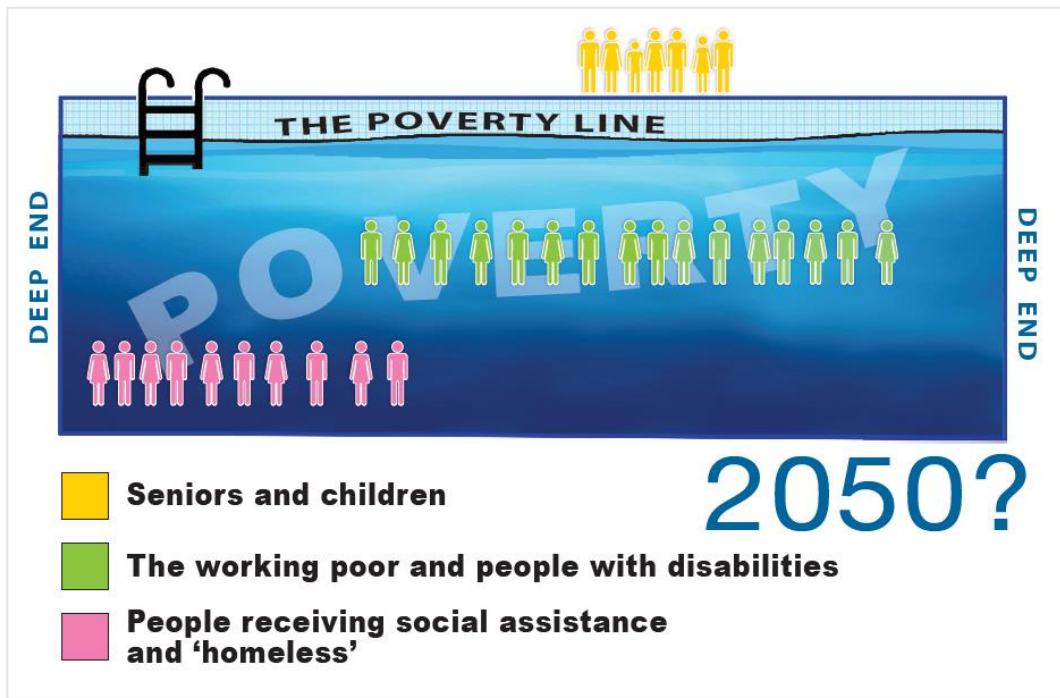 THE POVERTY LINE
DEEP END
POVERTY
DEEP END
2050?
Seniors and children
The working poor and people with disabilities
People receiving social assistance
and ‘homeless’